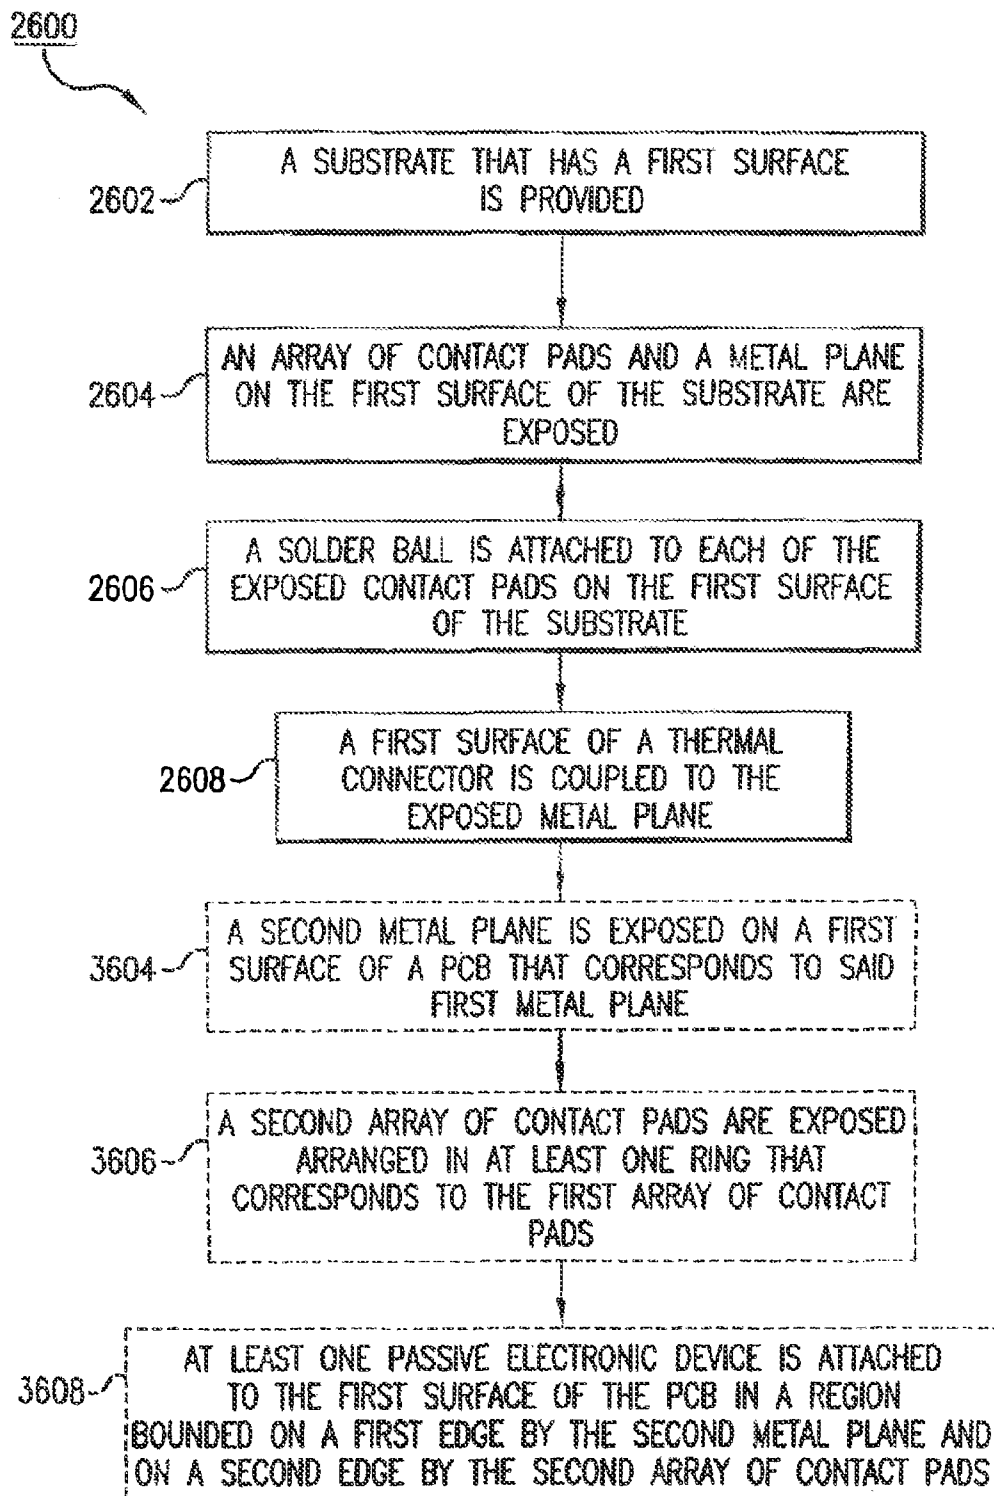 2600
A SUBSTRATE THAT HAS A FIRST SURFACE
IS PROVIDED
2602
AN ARRAY OF CONTACT PADS AND A METAL PLANE
ON THE FIRST SURFACE OF THE SUBSTRATE ARE
EXPOSED
2604
A SOLDER BALL IS ATTACHED TO EACH OF THE
EXPOSED CONTACT PADS ON THE FIRST SURFACE
OF THE SUBSTRATE
2606
A FIRST SURFACE OF A THERMAL
CONNECTOR IS COUPLED TO THE
EXPOSED METAL PLANE
2608
A SECOND METAL PLANE IS EXPOSED ON A FIRST
SURFACE OF A PCB THAT CORRESPONDS TO SAID
FIRST METAL PLANE
3604
A SECOND ARRAY OF CONTACT PADS ARE EXPOSED
ARRANGED IN AT LEAST ONE RING THAT
CORRESPONDS TO THE FIRST ARRAY OF CONTACT
PADS
3606
AT LEAST ONE PASSIVE ELECTRONIC DEVICE IS ATTACHED
TO THE FIRST SURFACE OF THE PCB IN A REGION
BOUNDED ON A FIRST EDGE BY THE SECOND METAL PLANE AND
ON A SECOND EDGE BY THE SECOND ARRAY OF CONTACT PADS
3608